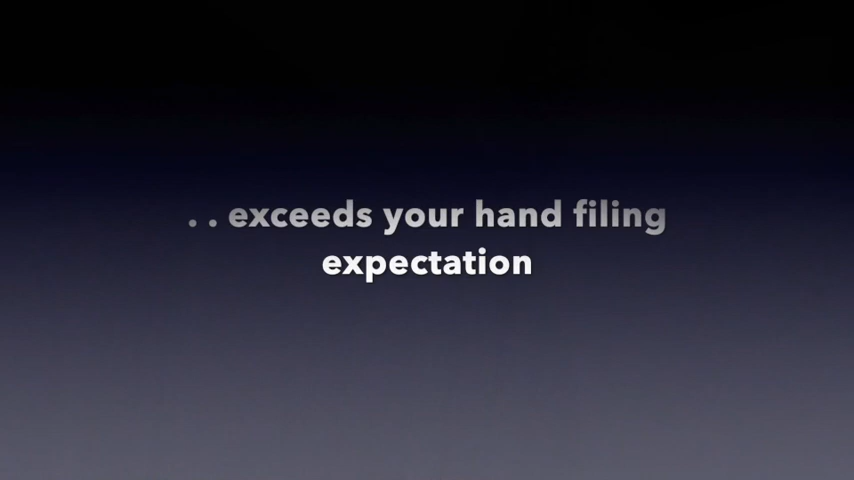 . . exceeds your hand filing
expectation